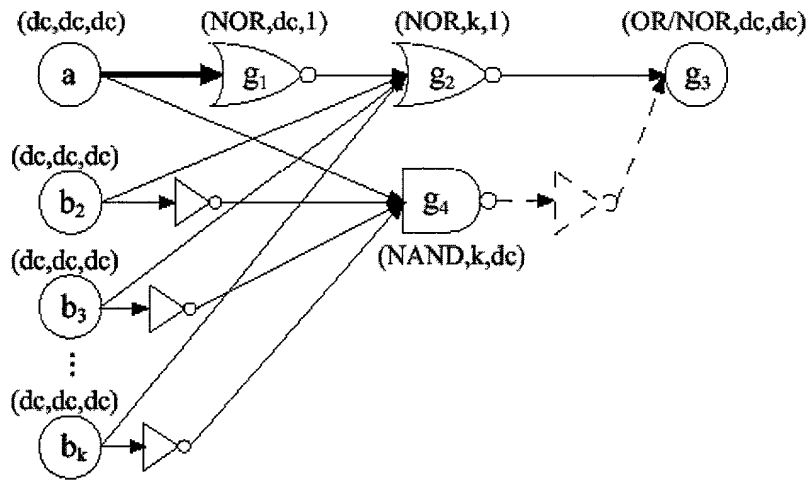 (dc,dc,dc) (NOR,dc,1) (NOR,k,1) (OR/NOR,dc,dc)
a g₁ g₂ g₃
(dc,dc,dc)
b₂ g₄
(NAND,k,dc)
(dc,dc,dc)
b₃
⋮
(dc,dc,dc)
bₖ